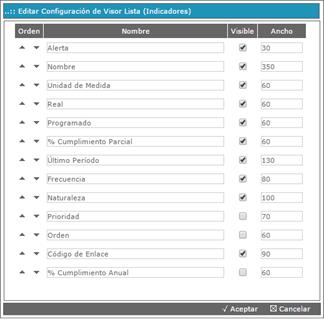 ..:: Editar Configuración de Visor Lista (Indicadores)
Orden Nombre Visible Ancho
Alerta 30
Nombre 350
Unidad de Medida 60
Real 60
Programado 60
% Cumplimiento Parcial 60
Último Período 130
Frecuencia 80
Naturaleza 100
Prioridad 70
Orden 60
Código de Enlace 90
% Cumplimiento Anual 60
Aceptar Cancelar